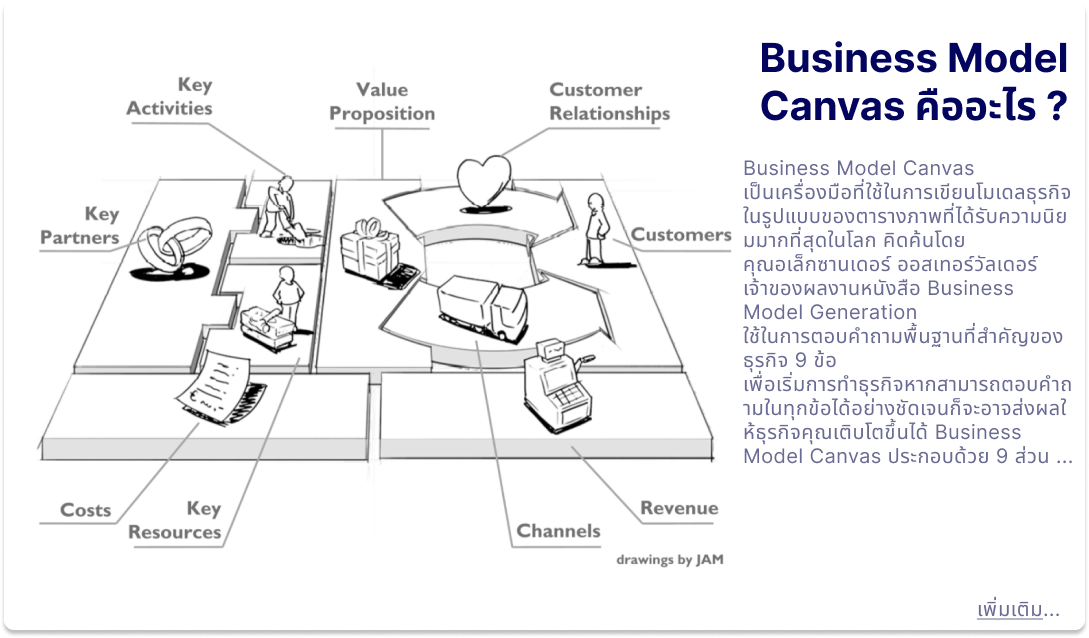 Business Model
Canvas คืออะไร ?
Key
Activities
Value
Proposition
Customer
Relationships
Key
Partners
Customers
Costs
Key
Resources
Channels
Revenue
drawings by JAM
Business Model Canvas
เป็นเครื่องมือที่ใช้ในการเขียนโมเดลธุรกิจ
ในรูปแบบของตารางภาพที่ได้รับความนิย
มมากที่สุดในโลก คิดค้นโดย
คุณอเล็กซานเดอร์ ออสเทอร์วัลเดอร์
เจ้าของผลงานหนังสือ Business
Model Generation
ใช้ในการตอบคำถามพื้นฐานที่สำคัญของ
ธุรกิจ 9 ข้อ
เพื่อเริ่มการทำธุรกิจหากสามารถตอบคำถ
ามในทุกข้อได้อย่างชัดเจนก็จะอาจส่งผลใ
ห้ธุรกิจคุณเติบโตขึ้นได้ Business
Model Canvas ประกอบด้วย 9 ส่วน ...
เพิ่มเติม...